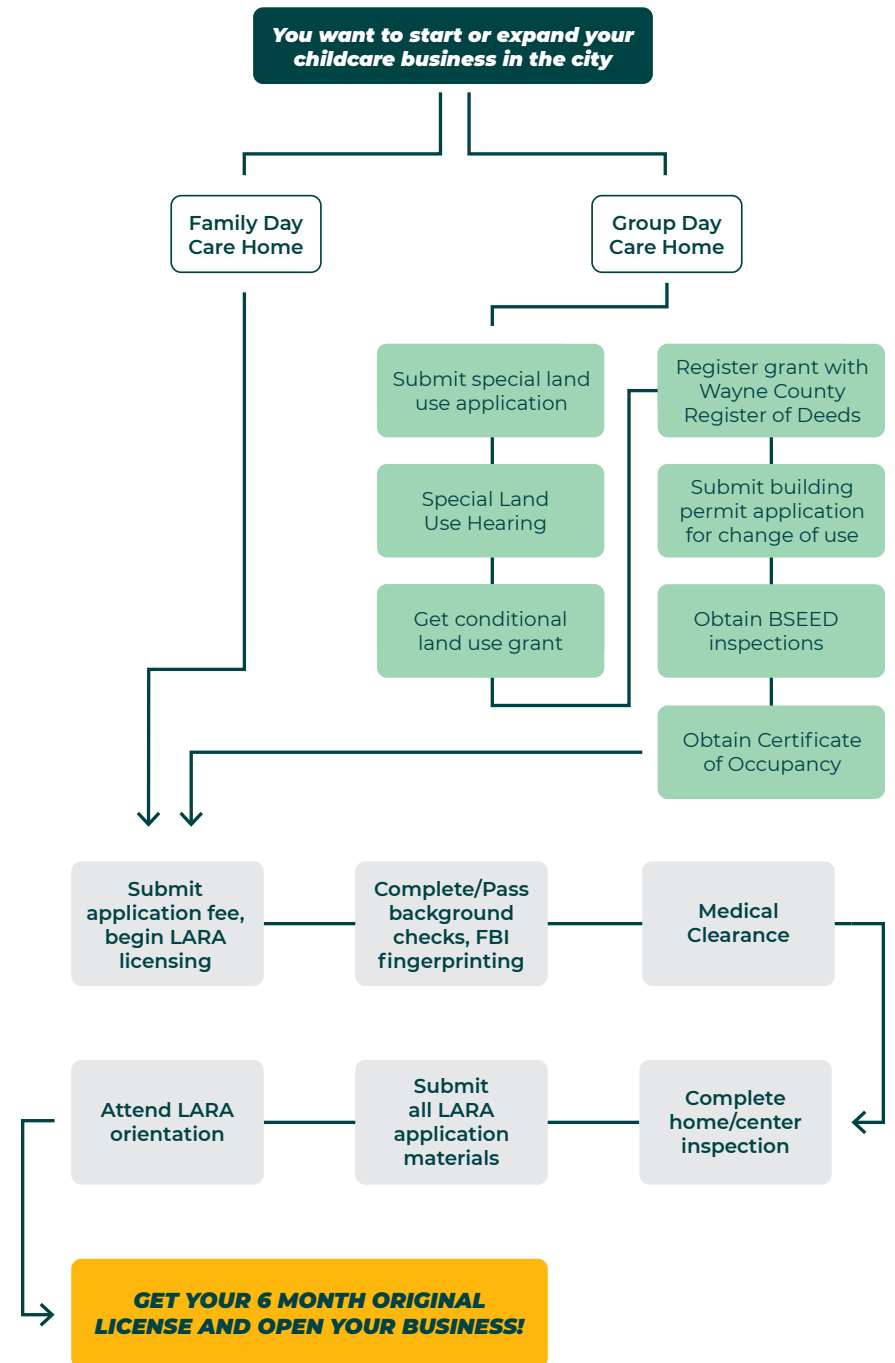 You want to start or expand your
childcare business in the city
Family Day
Care Home
Group Day
Care Home
Submit special land
use application
Special Land
Use Hearing
Get conditional
land use grant
Register grant with
Wayne County
Register of Deeds
Submit building
permit application
for change of use
Obtain BSEED
inspections
Obtain Certificate
of Occupancy
Submit
application fee,
begin LARA
licensing
Complete/Pass
background
checks, FBI
fingerprinting
Medical
Clearance
Complete
home/center
inspection
Submit
all LARA
application
materials
Attend LARA
orientation
GET YOUR 6 MONTH ORIGINAL
LICENSE AND OPEN YOUR BUSINESS!